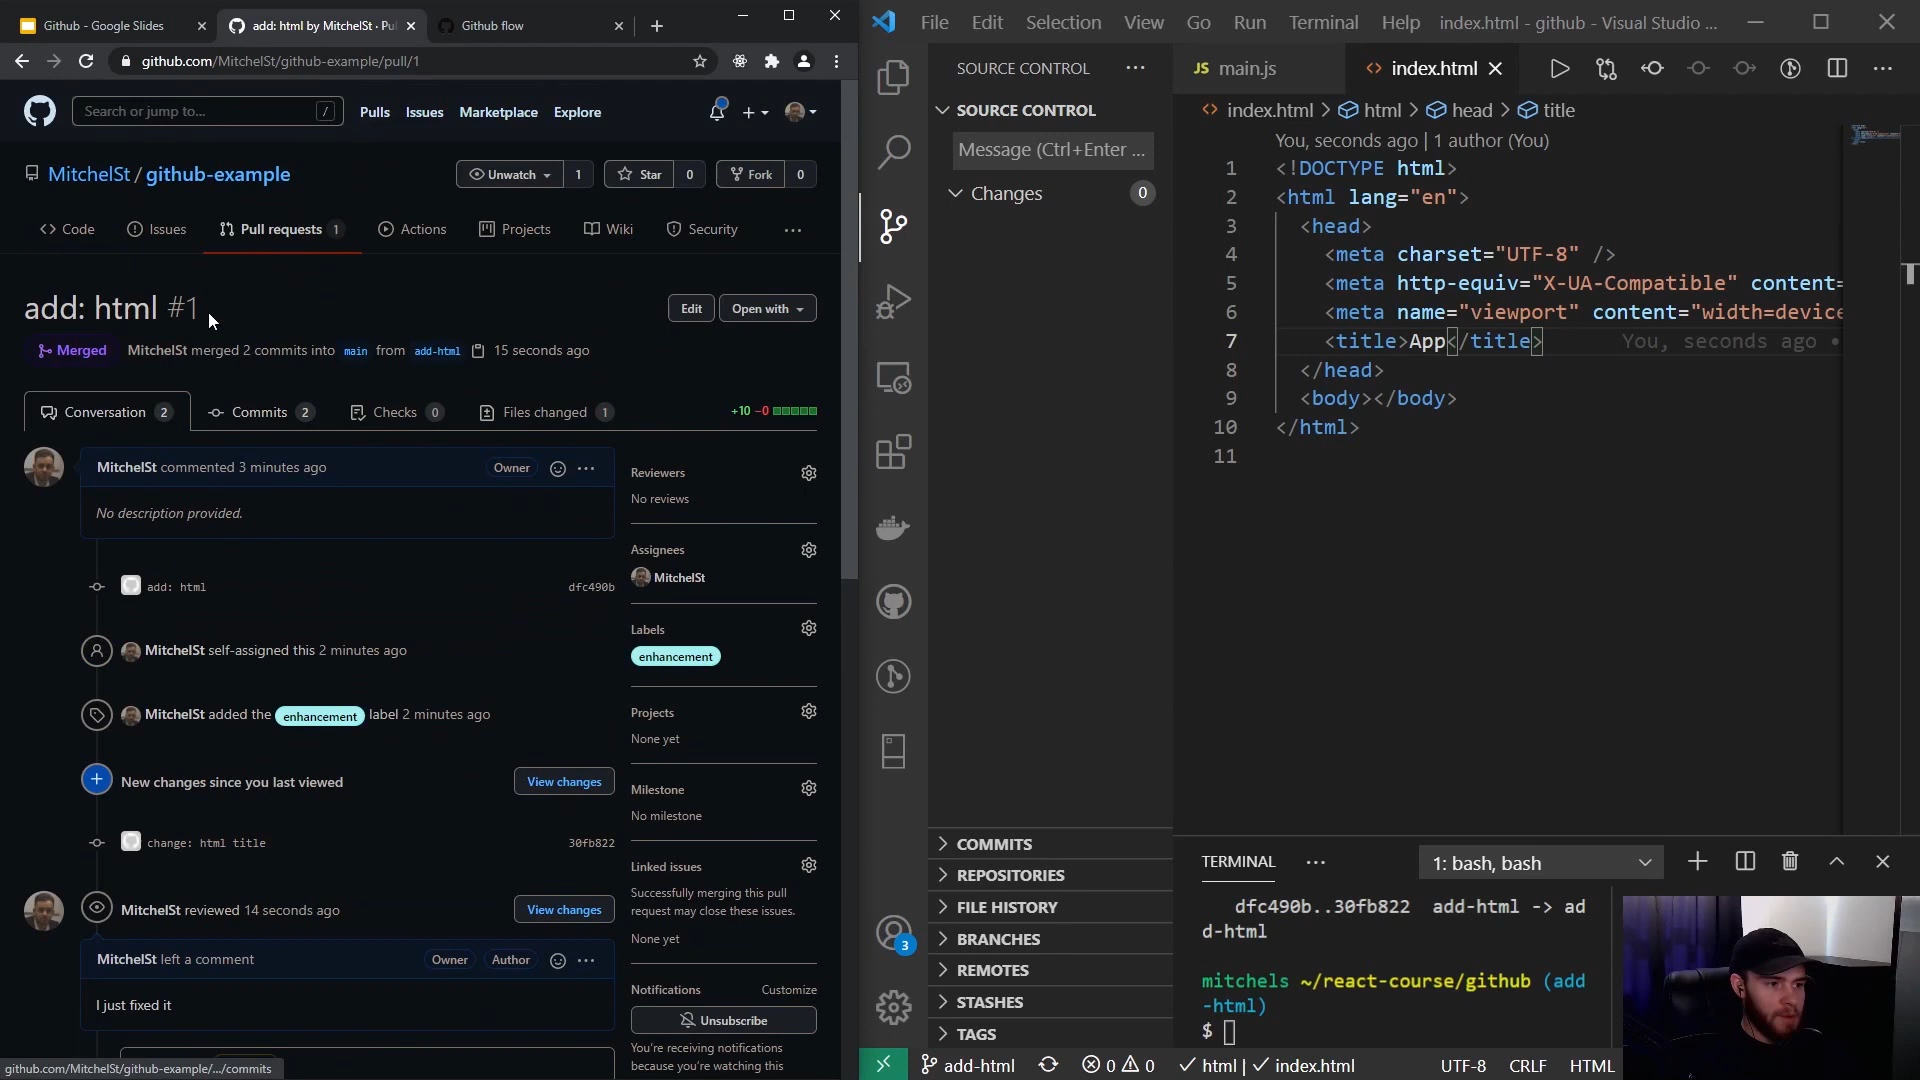 Github - Google Slides
add: html by MitchelSt · Pul
Github flow
github.com/MitchelSt/github-example/pull/1
Search or jump to...
/
Pulls
Issues
Marketplace
Explore
MitchelSt / github-example
Unwatch
1
Star
0
Fork
0
Code
Issues
Pull requests 1
Actions
Projects
Wiki
Security
add: html #1
Edit
Open with
Merged
MitchelSt merged 2 commits into main from add-html 15 seconds ago
Conversation 2
Commits 2
Checks 0
Files changed 1
+10 −0
MitchelSt commented 3 minutes ago
Owner
No description provided.
add: html
dfc490b
MitchelSt self-assigned this 2 minutes ago
MitchelSt added the enhancement label 2 minutes ago
New changes since you last viewed
View changes
change: html title
30fb822
MitchelSt reviewed 14 seconds ago
View changes
MitchelSt left a comment
Owner
Author
I just fixed it
Reviewers
No reviews
Assignees
MitchelSt
Labels
enhancement
Projects
None yet
Milestone
No milestone
Linked issues
Successfully merging this pull
request may close these issues.
None yet
Notifications
Customize
Unsubscribe
You're receiving notifications
because you're watching this
github.com/MitchelSt/github-example/.../commits
File
Edit
Selection
View
Go
Run
Terminal
Help
index.html - github - Visual Studio ...
SOURCE CONTROL
SOURCE CONTROL
Message (Ctrl+Enter ...
Changes
0
COMMITS
REPOSITORIES
FILE HISTORY
BRANCHES
REMOTES
STASHES
TAGS
3
JS main.js
index.html
index.html > html > head > title
You, seconds ago | 1 author (You)
1 <!DOCTYPE html>
2 <html lang="en">
3 <head>
4 <meta charset="UTF-8" />
5 <meta http-equiv="X-UA-Compatible" content=
6 <meta name="viewport" content="width=device
7 <title>App</title> You, seconds ago •
8 </head>
9 <body></body>
10 </html>
11
TERMINAL
1: bash, bash
dfc490b..30fb822 add-html -> ad
d-html
mitchels ~/react-course/github (add
-html)
$
add-html
0
0
html | index.html
UTF-8
CRLF
HTML